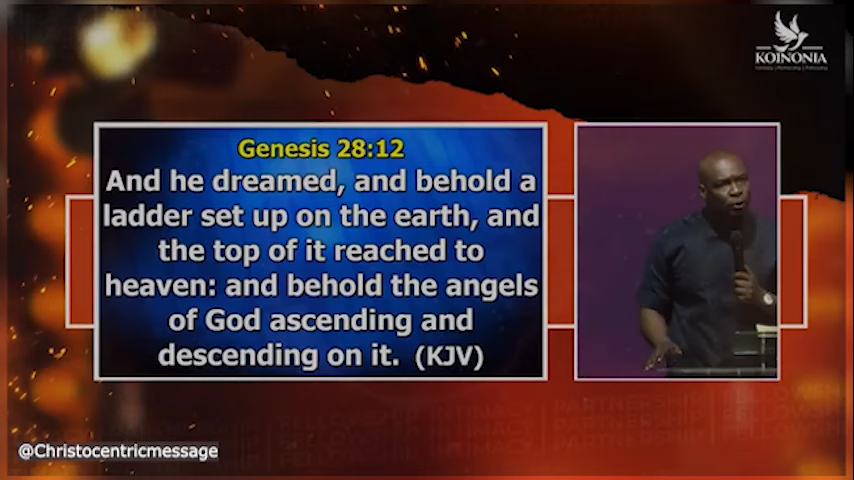 KOINONIA
Genesis 28:12
And he dreamed, and behold a
ladder set up on the earth, and
the top of it reached to
heaven: and behold the angels
of God ascending and
descending on it. (KJV)
@Christocentricmessage